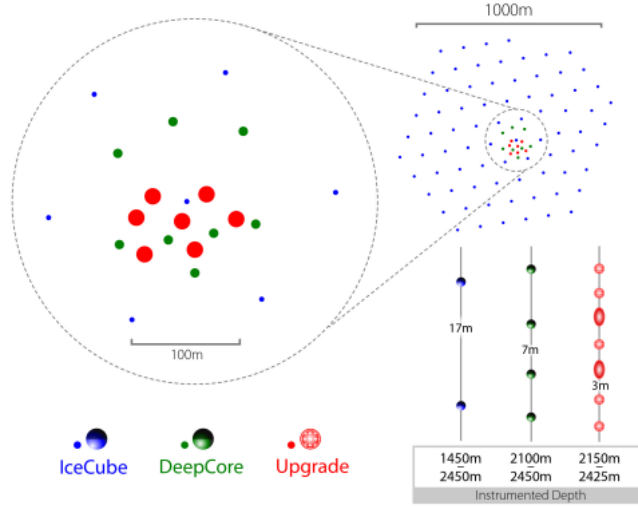 1000m
100m
17m
7m
3m
IceCube
DeepCore
Upgrade
1450m
–
2450m
2100m
–
2450m
2150m
–
2425m
Instrumented Depth